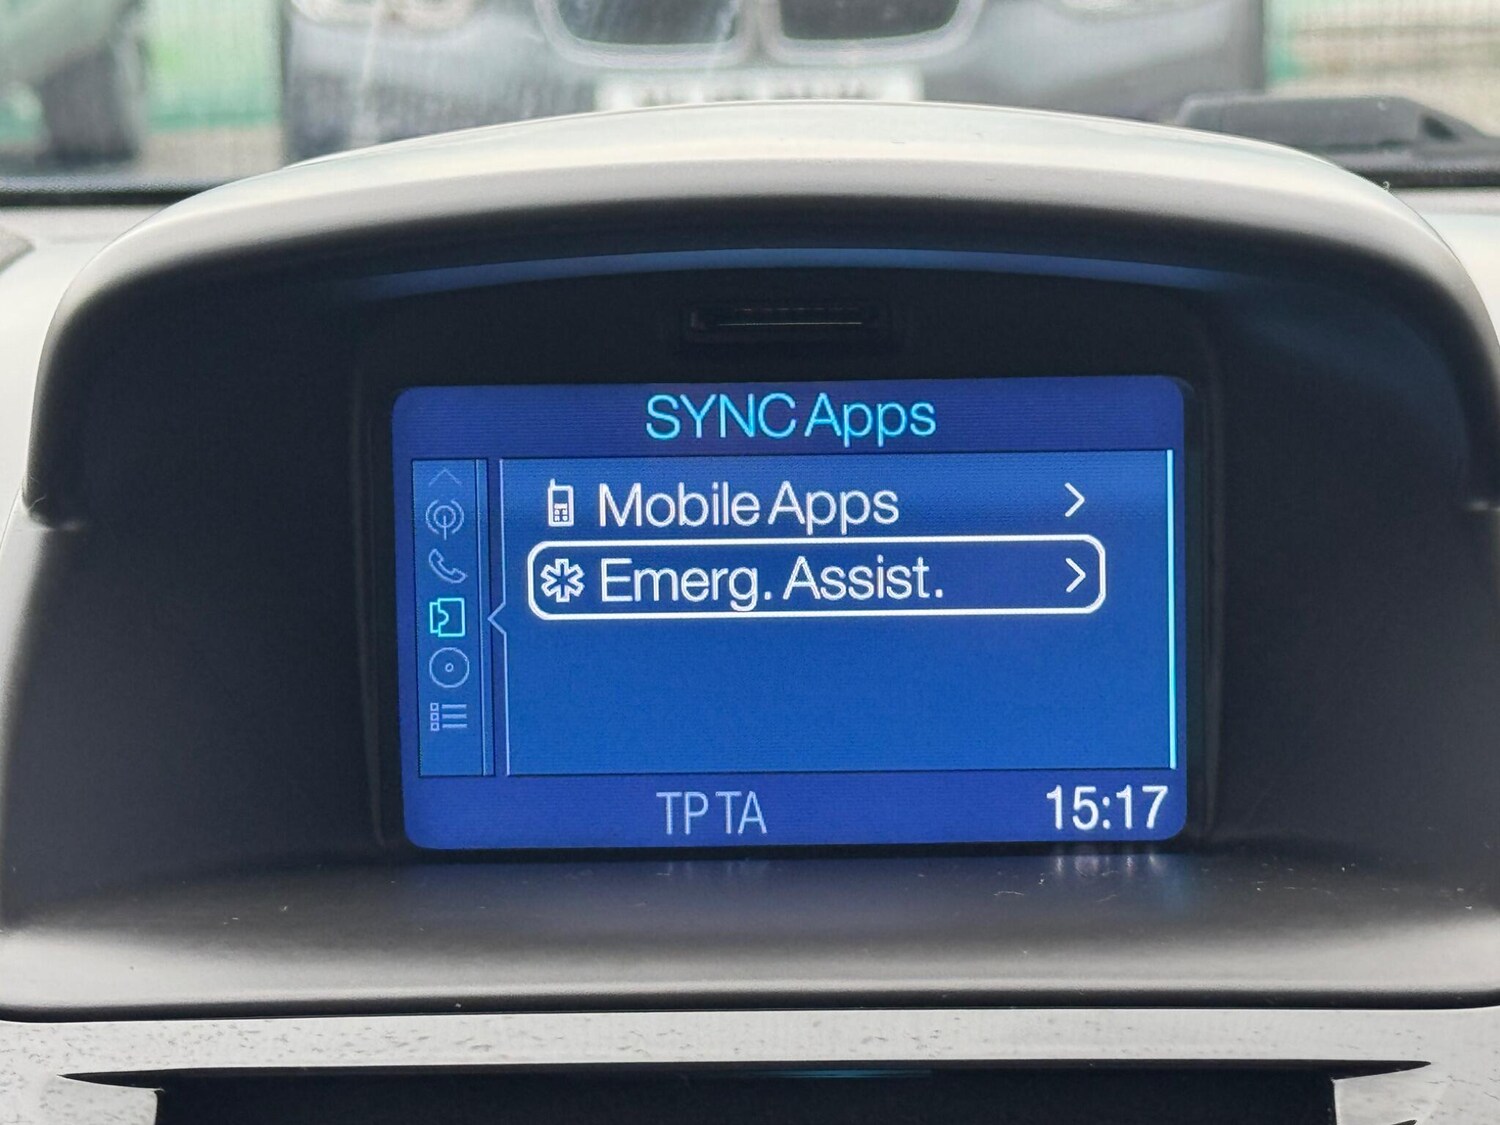 SYNC Apps
Mobile Apps
Emerg. Assist.
TP TA
15:17